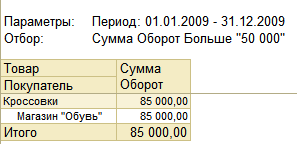 Параметры: Период: 01.01.2009 - 31.12.2009
Отбор: Сумма Оборот Больше "50 000"
Товар Сумма
Покупатель Оборот
Кроссовки 85 000,00
Магазин "Обувь" 85 000,00
Итого 85 000,00